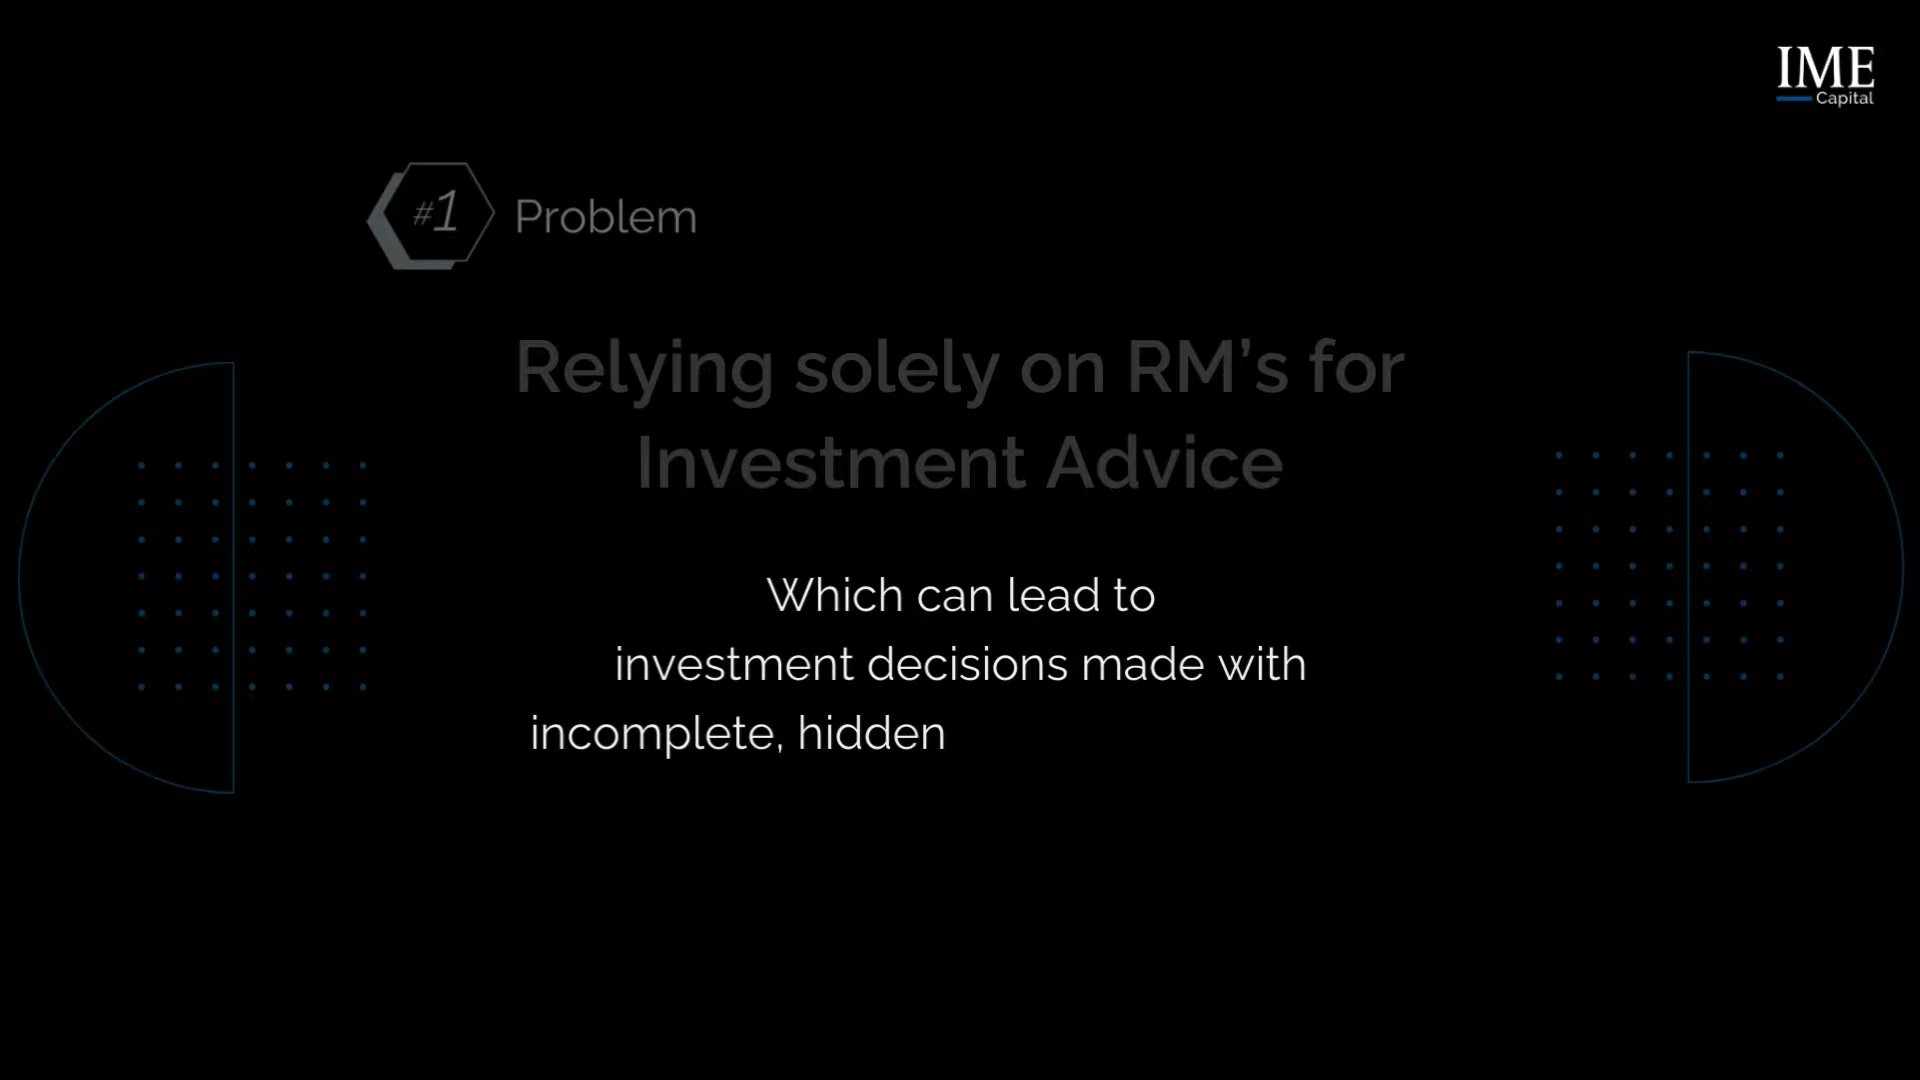 IME
Capital
#1 Problem
Relying solely on RM’s for
Investment Advice
Which can lead to
investment decisions made with
incomplete, hidden